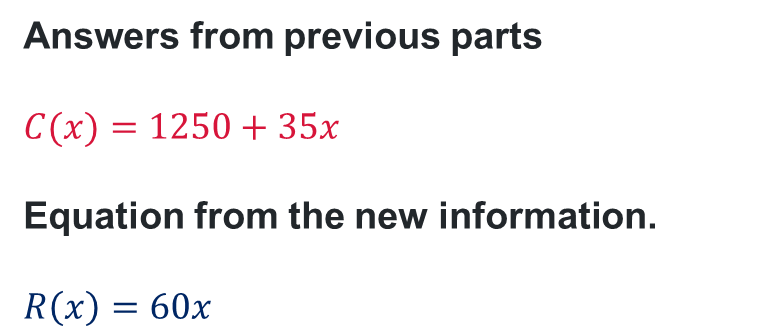 Answers from previous parts
C(x) = 1250 + 35x
Equation from the new information.
R(x) = 60x